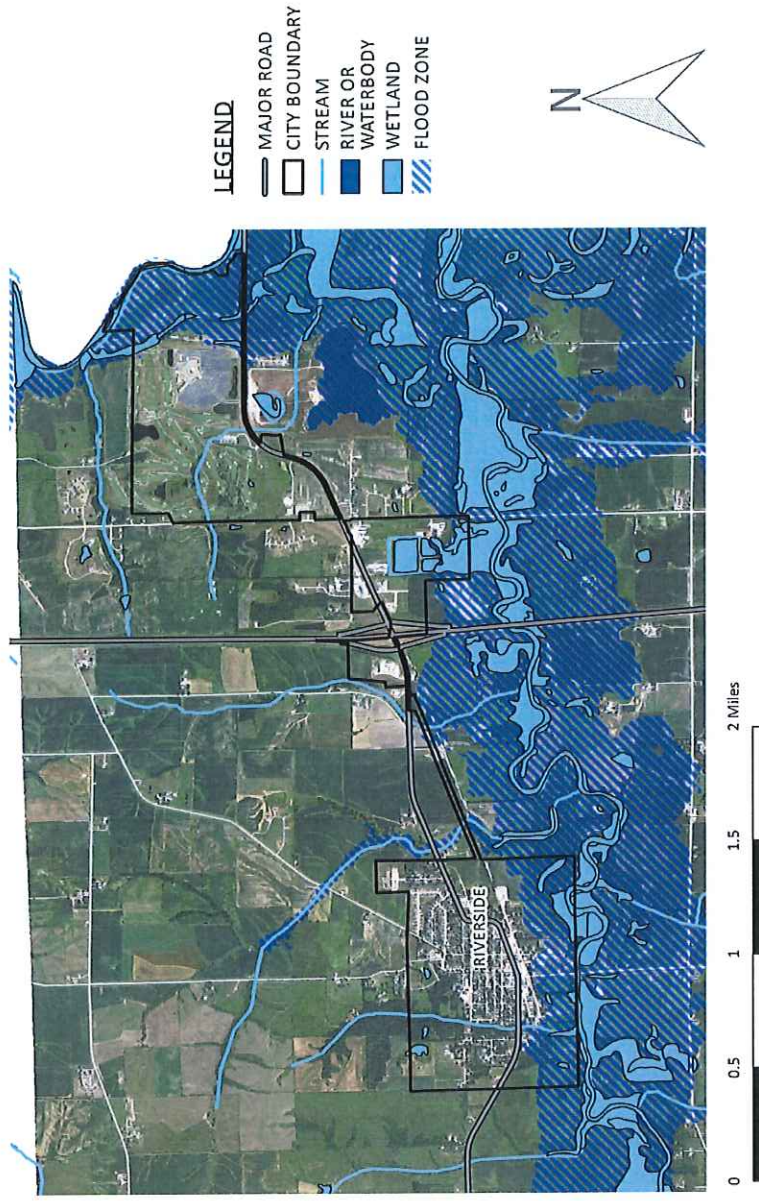 LEGEND
MAJOR ROAD
CITY BOUNDARY
STREAM
RIVER OR
WATERBODY
WETLAND
FLOOD ZONE
N
RIVERSIDE
0
0.5
1
1.5
2 Miles